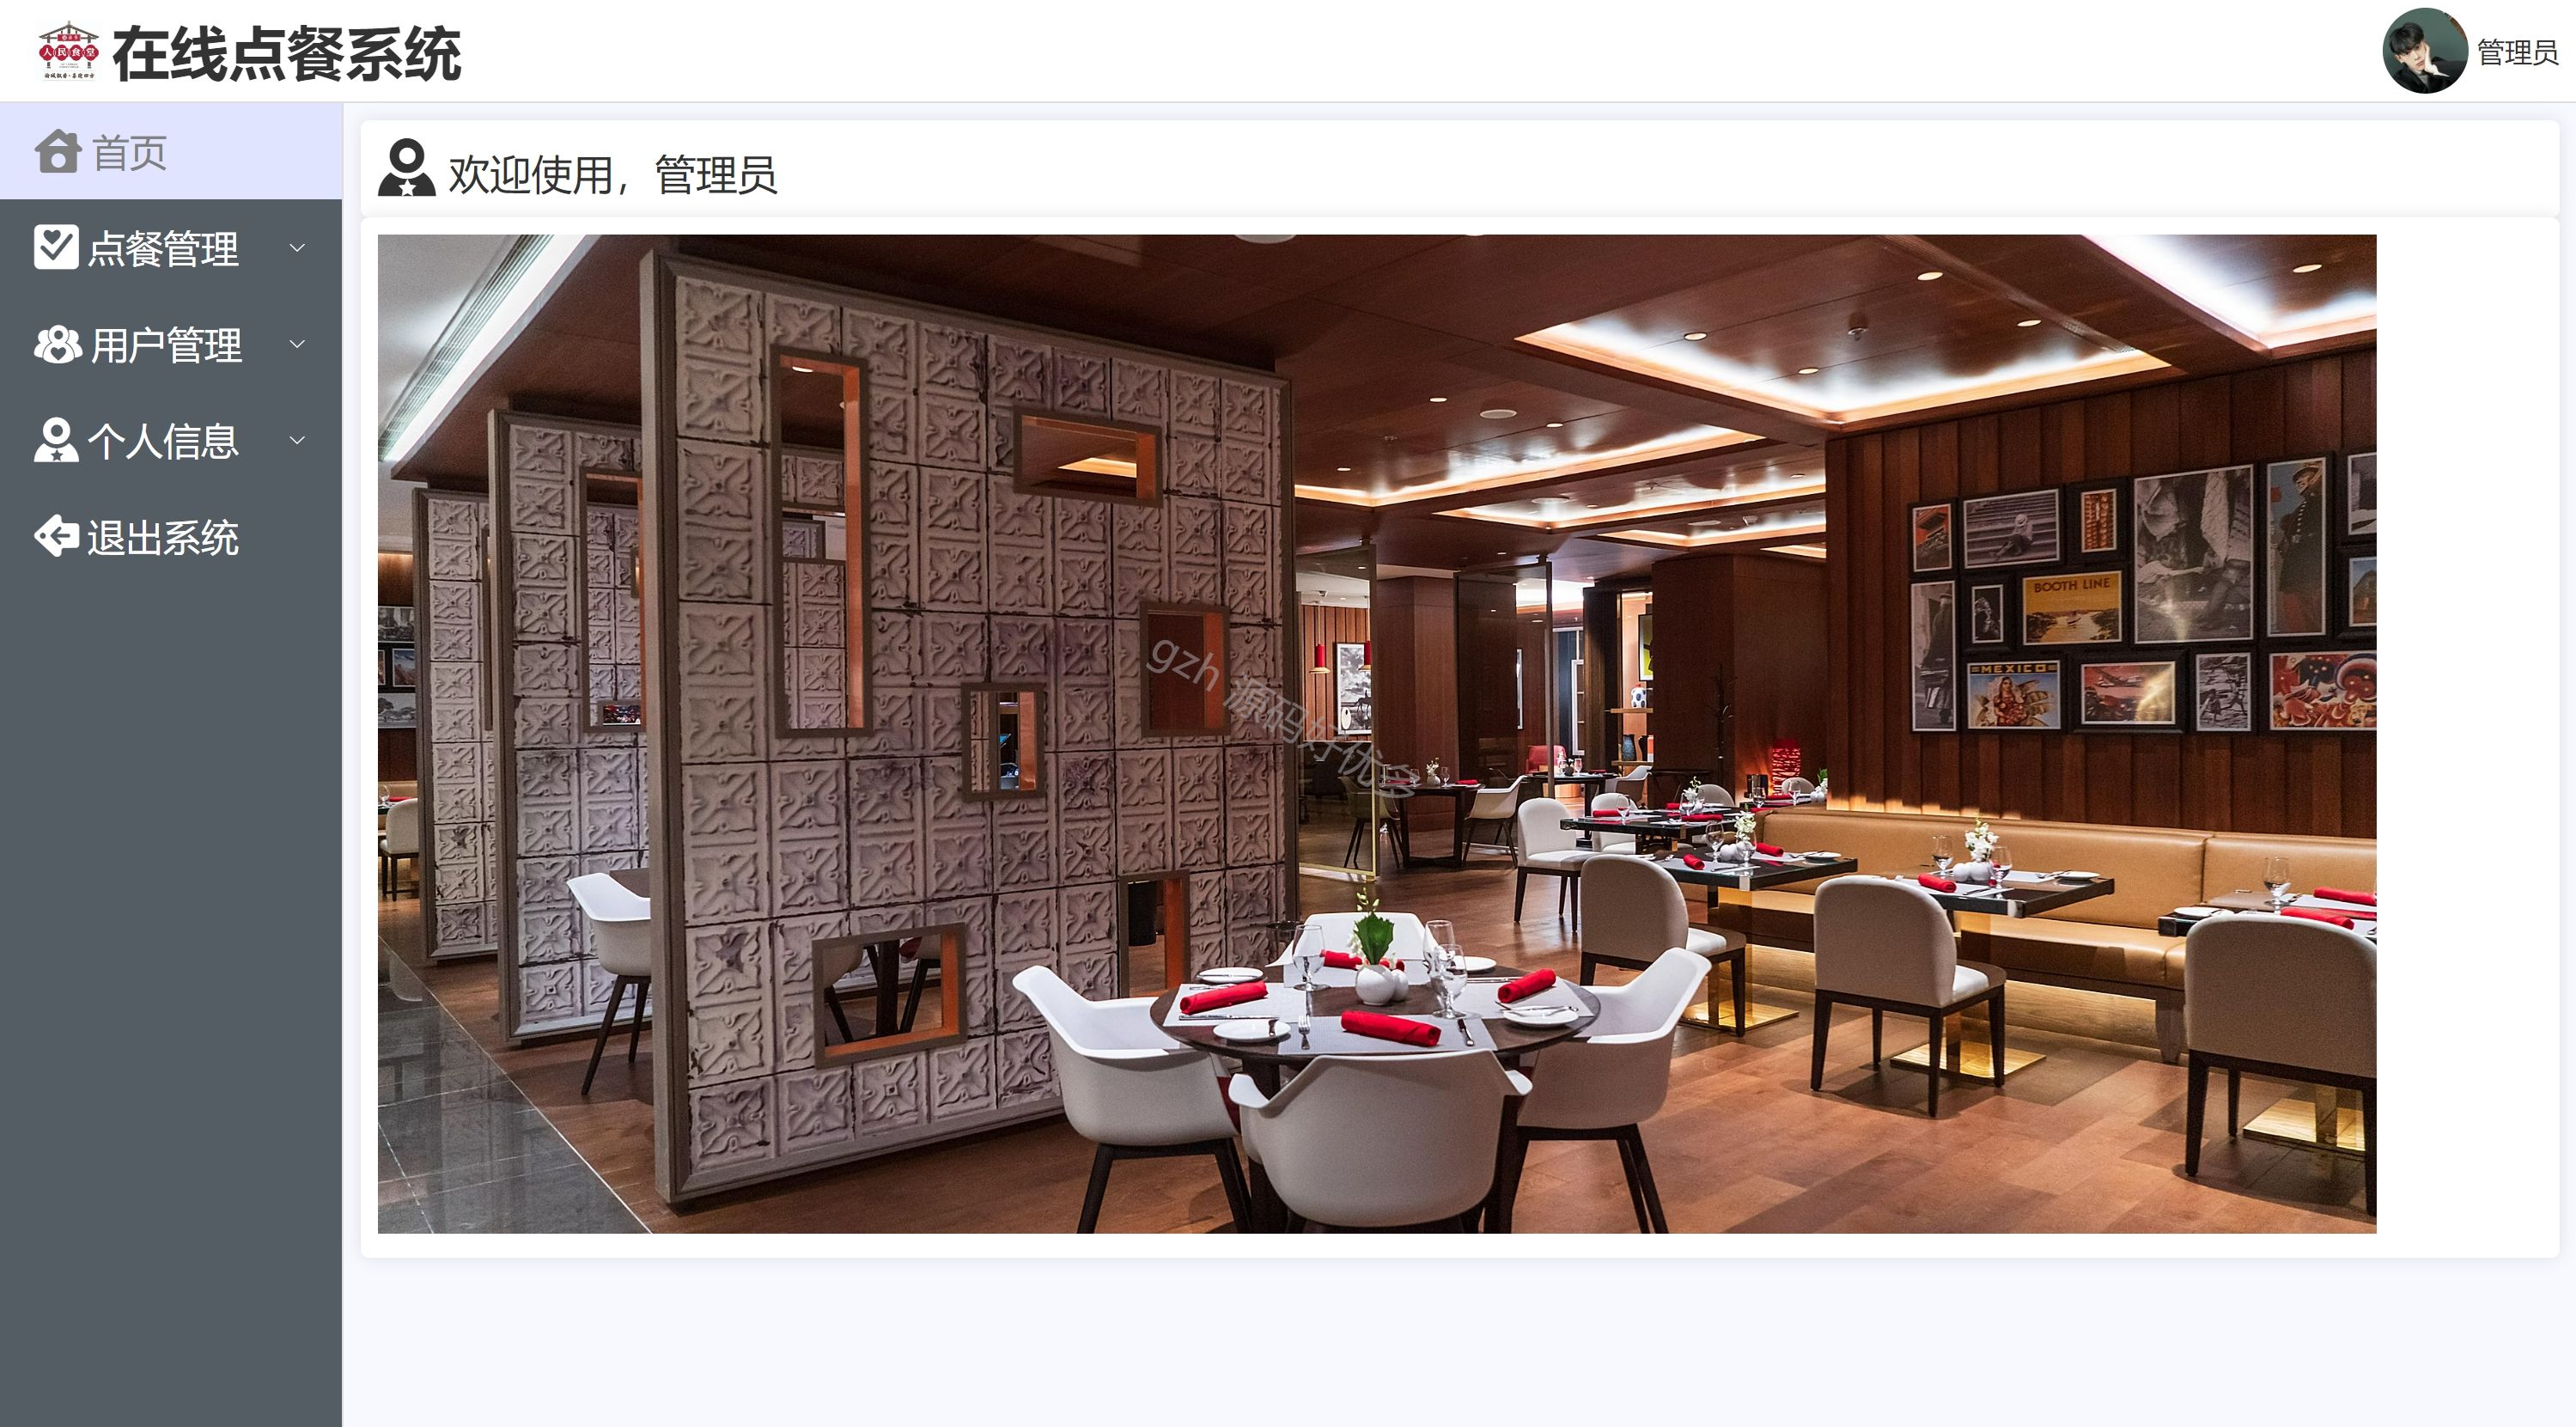 人民食堂
在线点餐系统
管理员
首页
点餐管理
用户管理
个人信息
退出系统
欢迎使用，管理员
BOOTH LINE
MEXICO
gzh 源码好优多